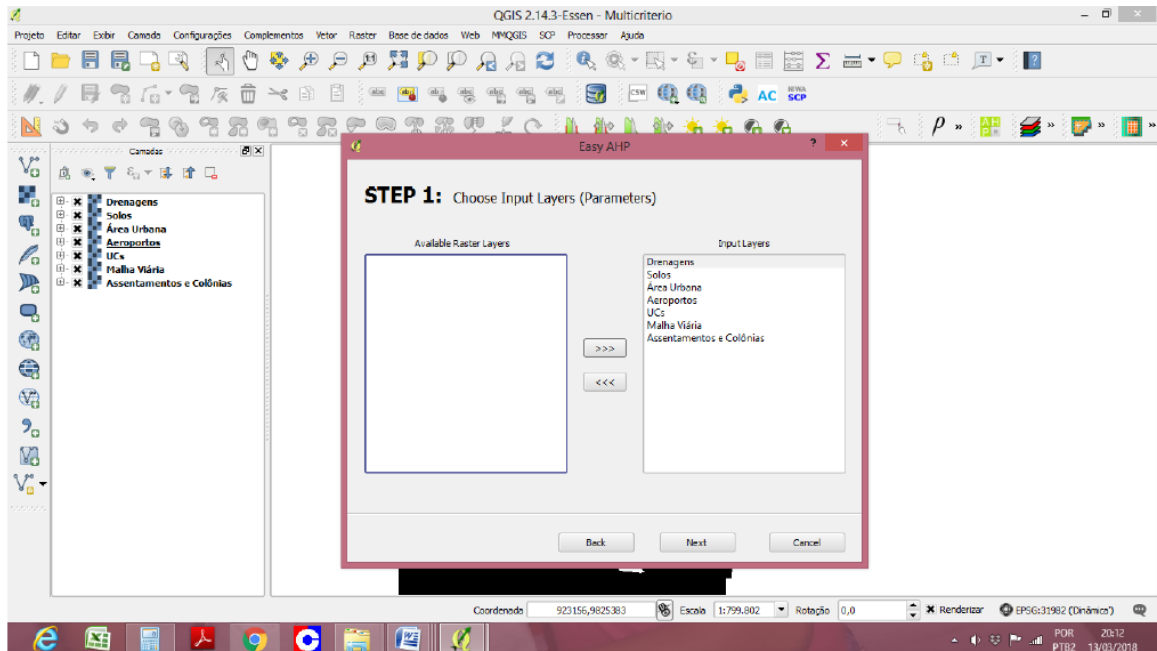 QGIS 2.14.3-Essen - Multicriterio
Projeto Editar Exibir Camada Configurações Complementos Vetor Raster Base de dados Web MMQGIS SCP Processar Ajuda
CSW AC SCP
Camadas
Drenagens
Solos
Área Urbana
Aeroportos
UCs
Malha Viária
Assentamentos e Colônias
Easy AHP ? ×
STEP 1: Choose Input Layers (Parameters)
Available Raster Layers
Input Layers
Drenagens
Solos
Área Urbana
Aeroportos
UCs
Malha Viária
Assentamentos e Colônias
>>>
<<<
Back Next Cancel
Coordenada 923156,9825383 Escala 1:799.802 Rotação 0,0 Renderizar EPSG:31982 (Dinâmica')
POR 20:12
PTB2 13/03/2018